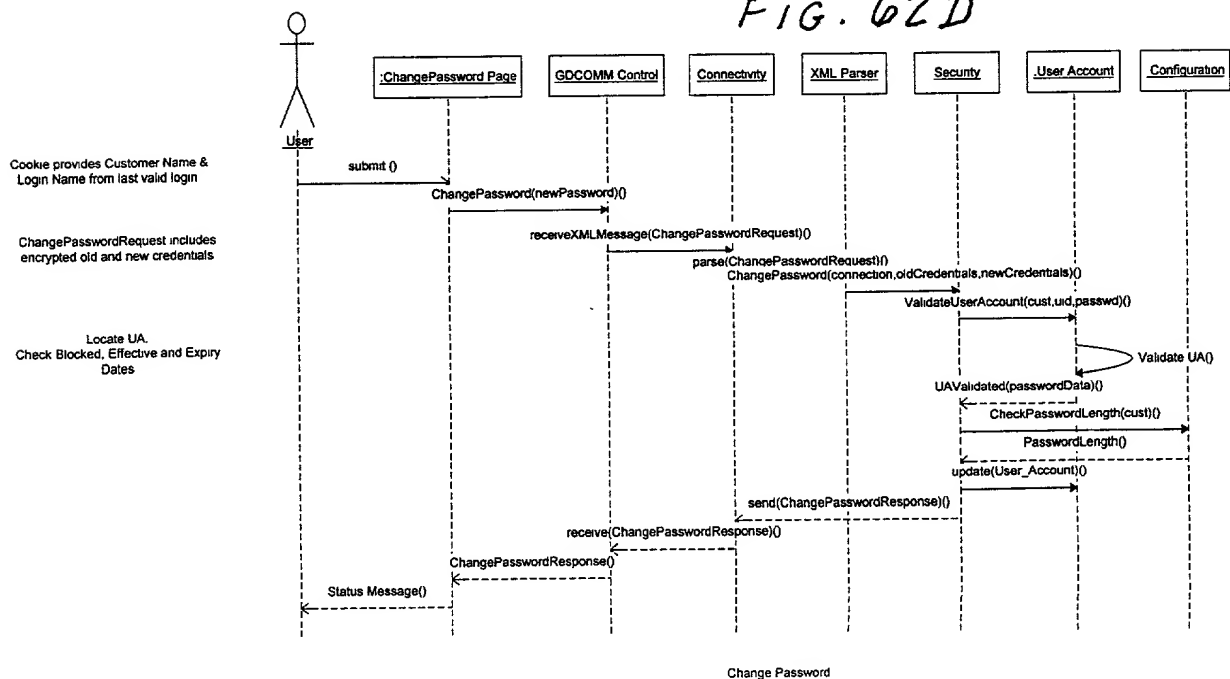 FIG. 62D
:ChangePassword Page
GDCOMM Control
Connectivity
XML Parser
Security
.User Account
Configuration
User
Cookie provides Customer Name &
Login Name from last valid login
submit ()
ChangePassword(newPassword)()
ChangePasswordRequest includes
encrypted old and new credentials
receiveXMLMessage(ChangePasswordRequest)()
parse(ChangePasswordRequest)()
ChangePassword(connection,oldCredentials,newCredentials)()
ValidateUserAccount(cust,uid,passwd)()
Locate UA.
Check Blocked, Effective and Expiry
Dates
Validate UA()
UAValidated(passwordData)()
CheckPasswordLength(cust)()
PasswordLength()
update(User_Account)()
send(ChangePasswordResponse)()
receive(ChangePasswordResponse)()
ChangePasswordResponse()
Status Message()
Change Password